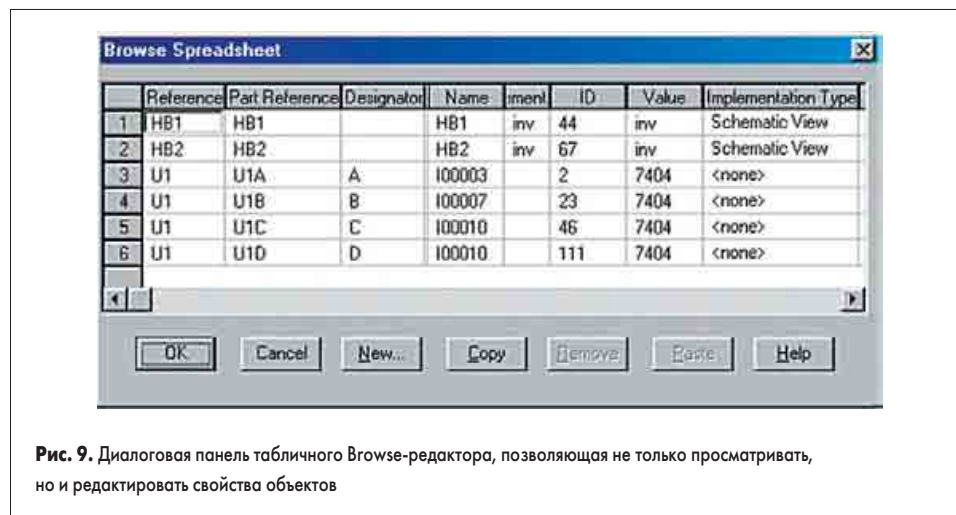 Browse Spreadsheet
Reference Part Reference Designator Name ment ID Value Implementation Type
1 HB1 HB1 HB1 inv 44 inv Schematic View
2 HB2 HB2 HB2 inv 67 inv Schematic View
3 U1 U1A A I00003 2 7404 <none>
4 U1 U1B B I00007 23 7404 <none>
5 U1 U1C C I00010 46 7404 <none>
6 U1 U1D D I00010 111 7404 <none>
OK Cancel New... Copy Remove Paste Help
Рис. 9. Диалоговая панель табличного Browse-редактора, позволяющая не только просматривать,
но и редактировать свойства объектов